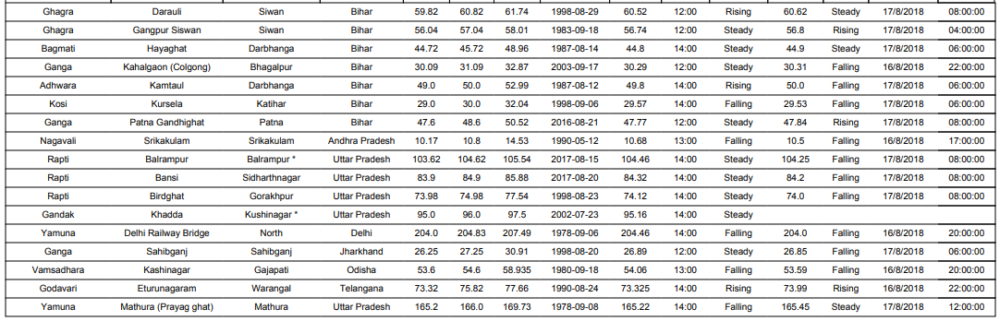 Ghagra Darauli Siwan Bihar 59.82 60.82 61.74 1998-08-29 60.52 12:00 Rising 60.62 Steady 17/8/2018 08:00:00
Ghagra Gangpur Siswan Siwan Bihar 56.04 57.04 58.01 1983-09-18 56.74 12:00 Steady 56.8 Rising 17/8/2018 04:00:00
Bagmati Hayaghat Darbhanga Bihar 44.72 45.72 48.96 1987-08-14 44.8 14:00 Steady 44.9 Steady 17/8/2018 06:00:00
Ganga Kahalgaon (Colgong) Bhagalpur Bihar 30.09 31.09 32.87 2003-09-17 30.29 12:00 Steady 30.31 Falling 16/8/2018 22:00:00
Adhwara Kamtaul Darbhanga Bihar 49.0 50.0 52.99 1987-08-12 49.8 14:00 Rising 50.0 Falling 17/8/2018 06:00:00
Kosi Kursela Katihar Bihar 29.0 30.0 32.04 1998-09-06 29.57 14:00 Falling 29.53 Falling 17/8/2018 06:00:00
Ganga Patna Gandhighat Patna Bihar 47.6 48.6 50.52 2016-08-21 47.77 12:00 Steady 47.84 Rising 17/8/2018 08:00:00
Nagavali Srikakulam Srikakulam Andhra Pradesh 10.17 10.8 14.53 1990-05-12 10.68 13:00 Falling 10.5 Falling 16/8/2018 17:00:00
Rapti Balrampur Balrampur * Uttar Pradesh 103.62 104.62 105.54 2017-08-15 104.46 14:00 Steady 104.25 Falling 17/8/2018 08:00:00
Rapti Bansi Sidharthnagar Uttar Pradesh 83.9 84.9 85.88 2017-08-20 84.32 14:00 Steady 84.2 Falling 17/8/2018 08:00:00
Rapti Birdghat Gorakhpur Uttar Pradesh 73.98 74.98 77.54 1998-08-23 74.12 14:00 Steady 74.0 Falling 17/8/2018 08:00:00
Gandak Khadda Kushinagar * Uttar Pradesh 95.0 96.0 97.5 2002-07-23 95.16 14:00 Steady
Yamuna Delhi Railway Bridge North Delhi 204.0 204.83 207.49 1978-09-06 204.46 14:00 Falling 204.0 Falling 16/8/2018 20:00:00
Ganga Sahibganj Sahibganj Jharkhand 26.25 27.25 30.91 1998-08-20 26.89 12:00 Steady 26.85 Falling 17/8/2018 06:00:00
Vamsadhara Kashinagar Gajapati Odisha 53.6 54.6 58.935 1980-09-18 54.06 13:00 Falling 53.59 Falling 16/8/2018 20:00:00
Godavari Eturunagaram Warangal Telangana 73.32 75.82 77.66 1990-08-24 73.325 14:00 Rising 73.99 Rising 16/8/2018 22:00:00
Yamuna Mathura (Prayag ghat) Mathura Uttar Pradesh 165.2 166.0 169.73 1978-09-08 165.22 14:00 Falling 165.45 Steady 17/8/2018 12:00:00